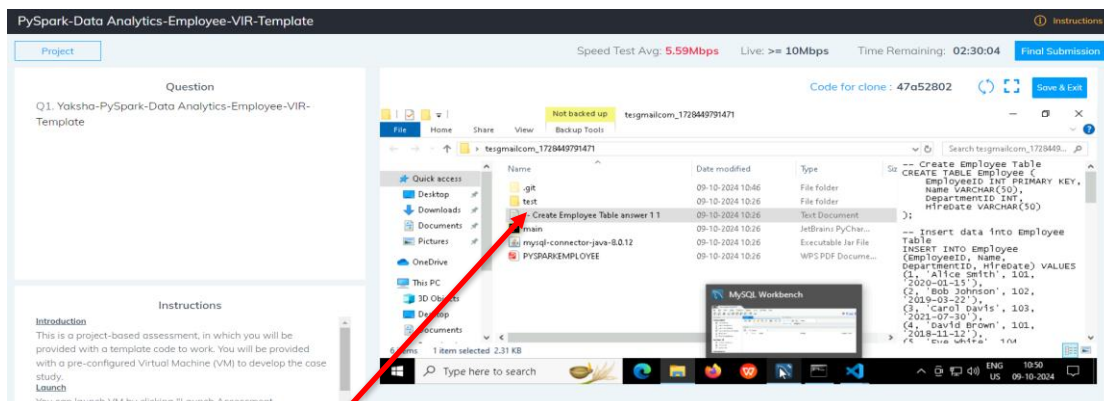 PySpark-Data Analytics-Employee-VIR-Template
Instructions
Project
Speed Test Avg: 5.59Mbps Live: >= 10Mbps Time Remaining: 02:30:04 Final Submission
Question
Q1. Yaksha-PySpark-Data Analytics-Employee-VIR-
Template
Code for clone : 47a52802 Save & Exit
Not backed up tesgmailcom_1728449791471
File Home Share View Backup Tools
tesgmailcom_1728449791471 Search tesgmailcom_1728449...
Name Date modified Type
Quick access
Desktop
Downloads
Documents
Pictures
OneDrive
This PC
3D Objects
Desktop
Documents
.git 09-10-2024 10:46 File folder
test 09-10-2024 10:26 File folder
-- Create Employee Table answer 1 1 09-10-2024 10:26 Text Document
main 09-10-2024 10:26 JetBrains PyChar...
mysql-connector-java-8.0.12 09-10-2024 10:26 Executable Jar File
PYSPARKEMPLOYEE 09-10-2024 10:26 WPS PDF Docume...
-- Create Employee Table
CREATE TABLE Employee (
EmployeeID INT PRIMARY KEY,
Name VARCHAR(50),
DepartmentID INT,
HireDate VARCHAR(50)
);
-- Insert data into Employee
Table
INSERT INTO Employee
(EmployeeID, Name,
DepartmentID, HireDate) VALUES
(1, 'Alice Smith', 101,
'2020-01-15'),
(2, 'Bob Johnson', 102,
'2019-03-22'),
(3, 'Carol Davis', 103,
'2021-07-30'),
(4, 'David Brown', 101,
'2018-11-12'),
MySQL Workbench
1 item selected 2.31 KB
Type here to search
ENG 10:50
US 09-10-2024
Instructions
Introduction
This is a project-based assessment, in which you will be
provided with a template code to work. You will be provided
with a pre-configured Virtual Machine (VM) to develop the case
study.
Launch